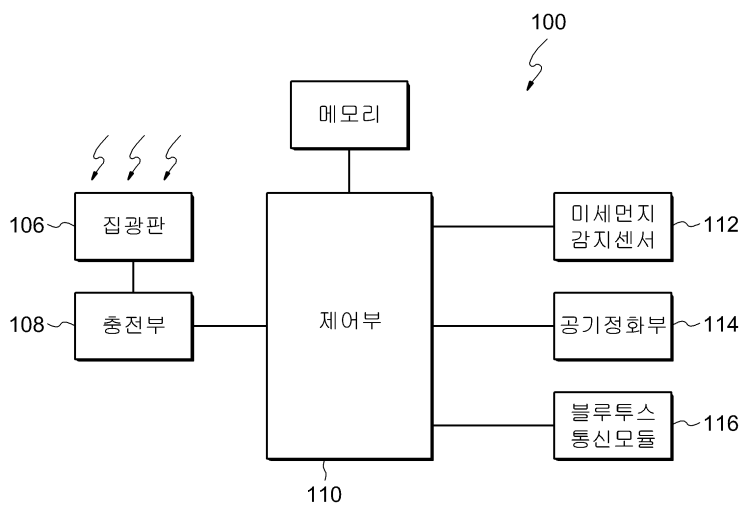 100
메모리
106
집광판
미세먼지
감지센서
112
108
충전부
제어부
공기정화부
114
블루투스
통신모듈
116
110